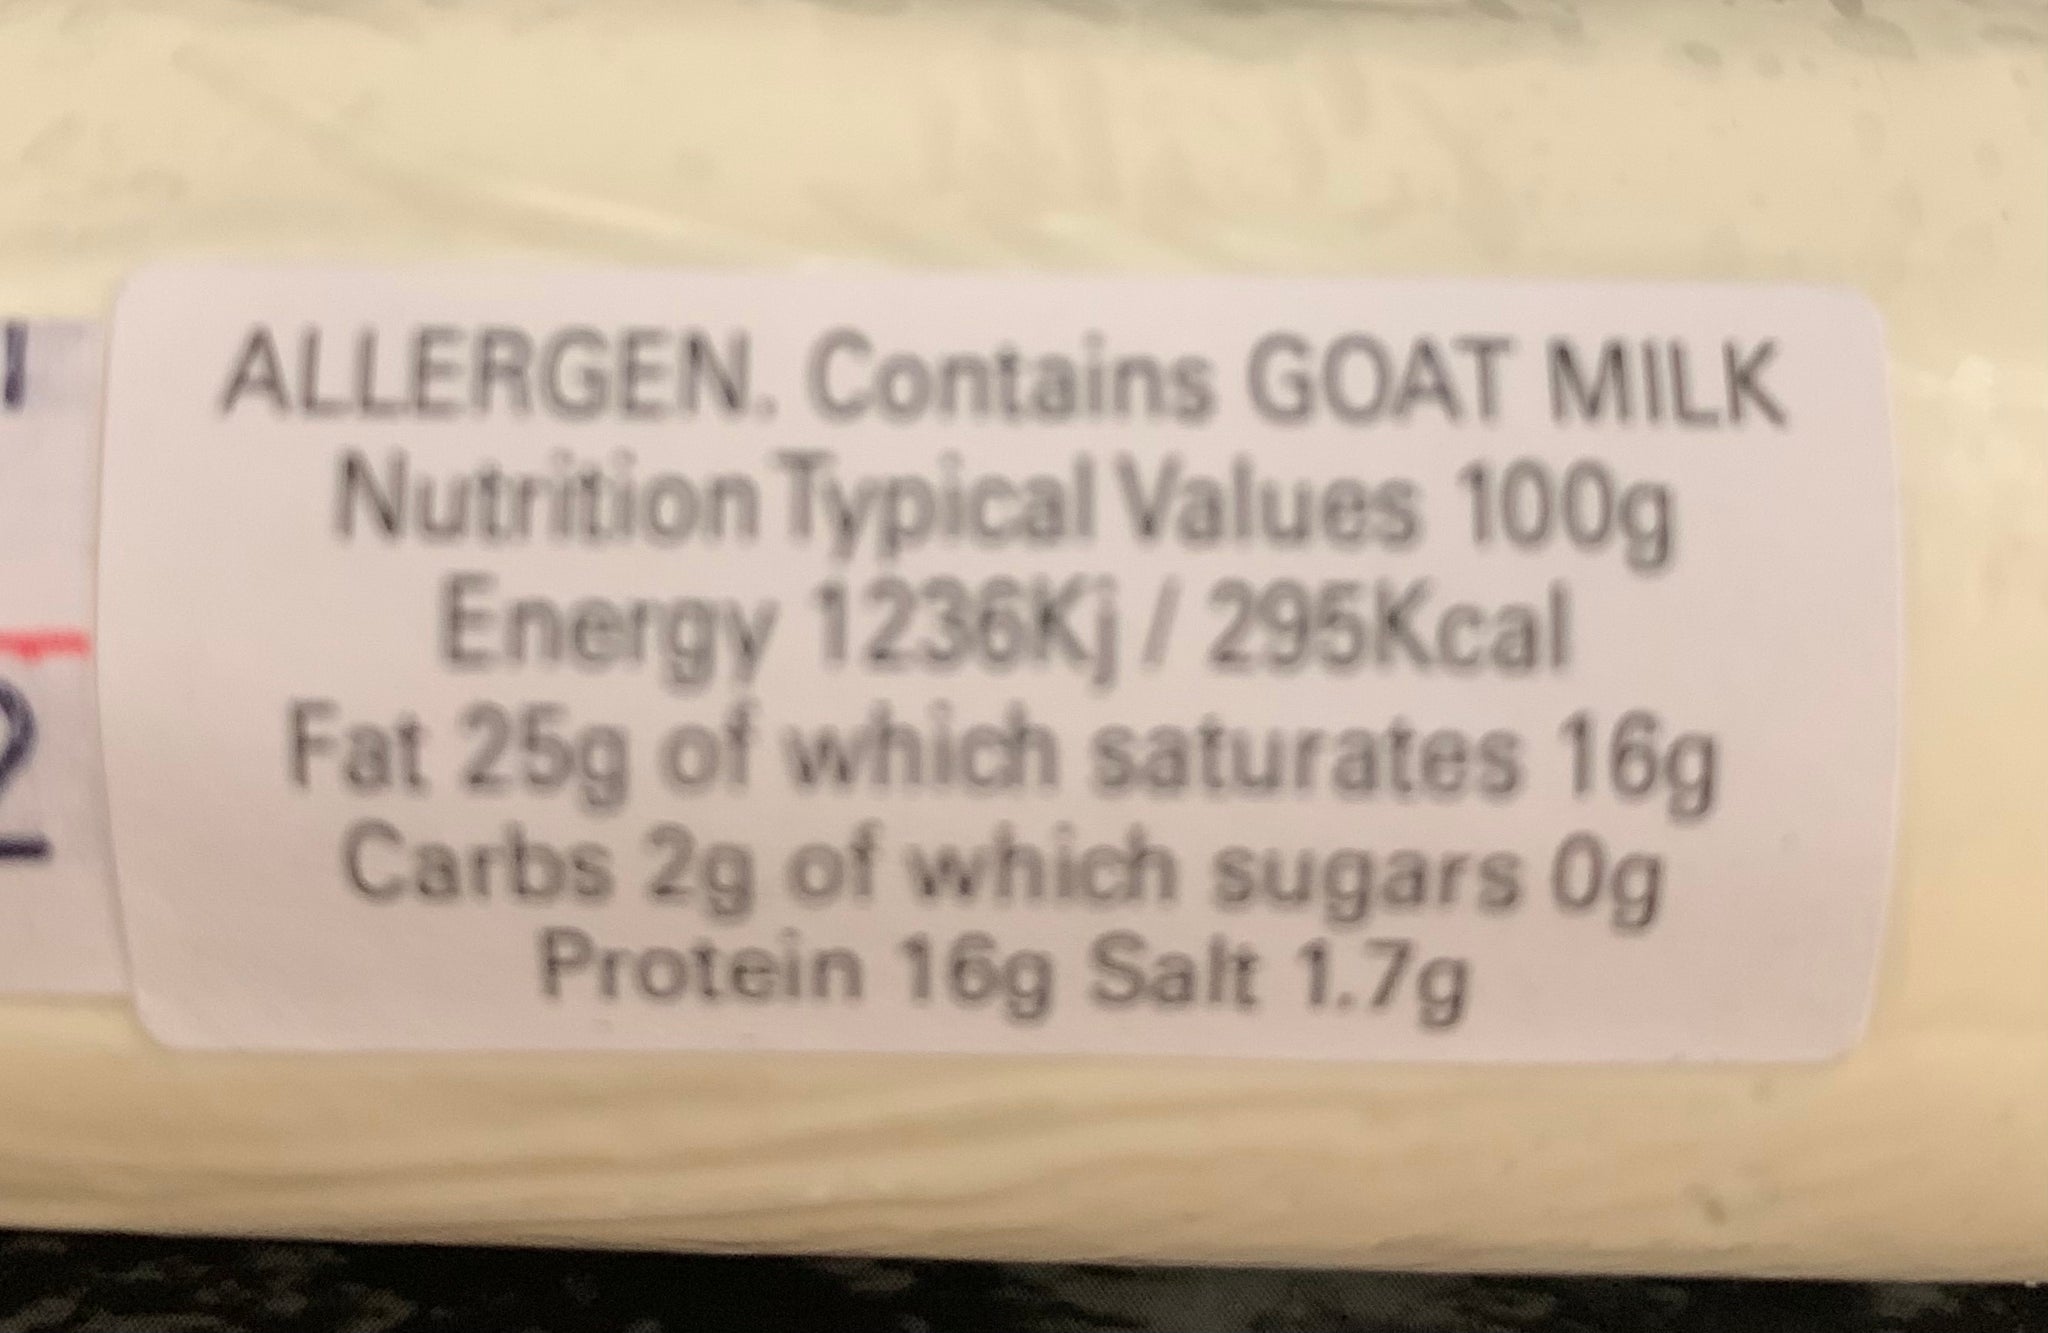 ALLERGEN. Contains GOAT MILK
Nutrition Typical Values 100g
Energy 1236Kj / 295Kcal
Fat 25g of which saturates 16g
Carbs 2g of which sugars 0g
Protein 16g Salt 1.7g